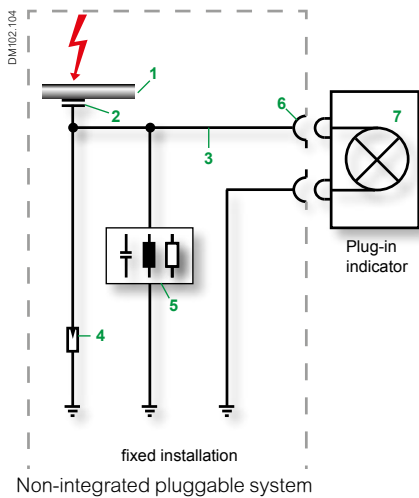 DM102.104
1
2
6
7
3
Plug-in
indicator
5
4
fixed installation
Non-integrated pluggable system